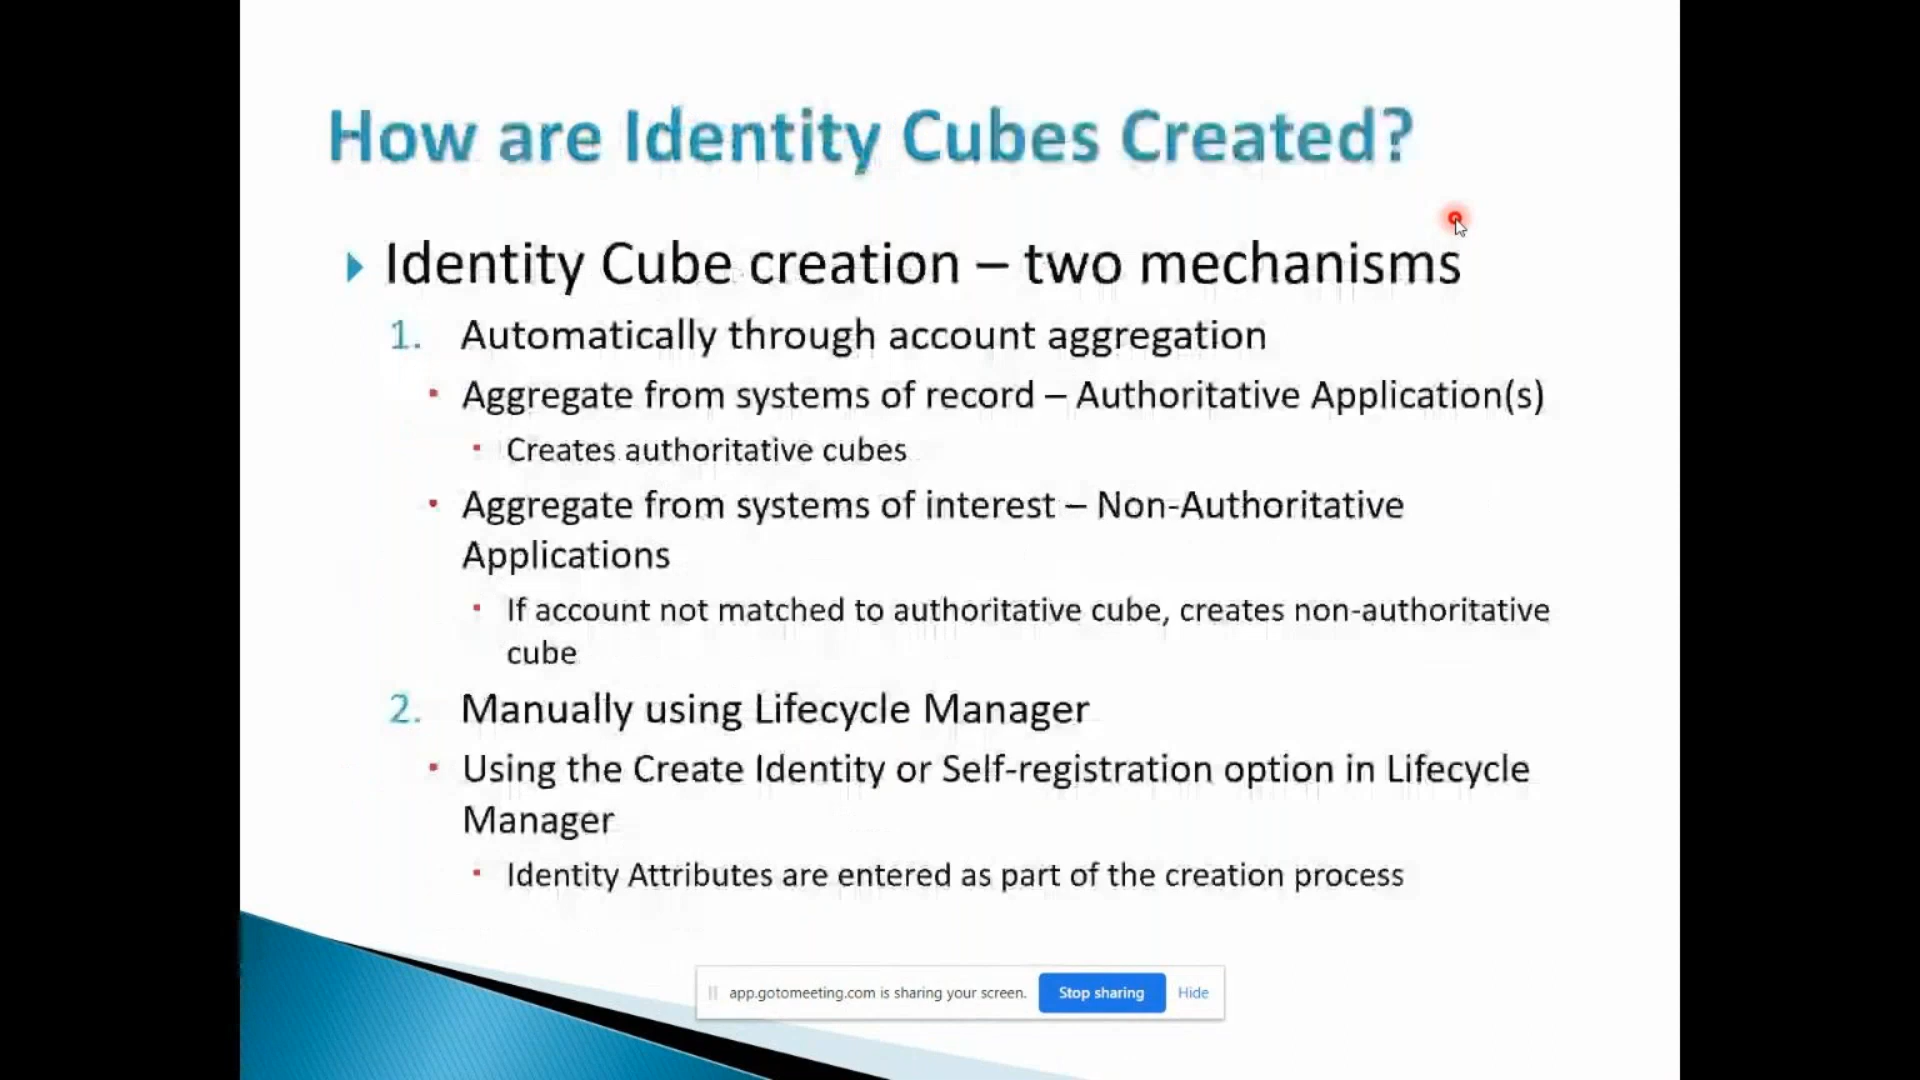 How are Identity Cubes Created?
Identity Cube creation – two mechanisms
1. Automatically through account aggregation
Aggregate from systems of record – Authoritative Application(s)
Creates authoritative cubes
Aggregate from systems of interest – Non-Authoritative
Applications
If account not matched to authoritative cube, creates non-authoritative
cube
2. Manually using Lifecycle Manager
Using the Create Identity or Self-registration option in Lifecycle
Manager
Identity Attributes are entered as part of the creation process
app.gotomeeting.com is sharing your screen. Stop sharing Hide